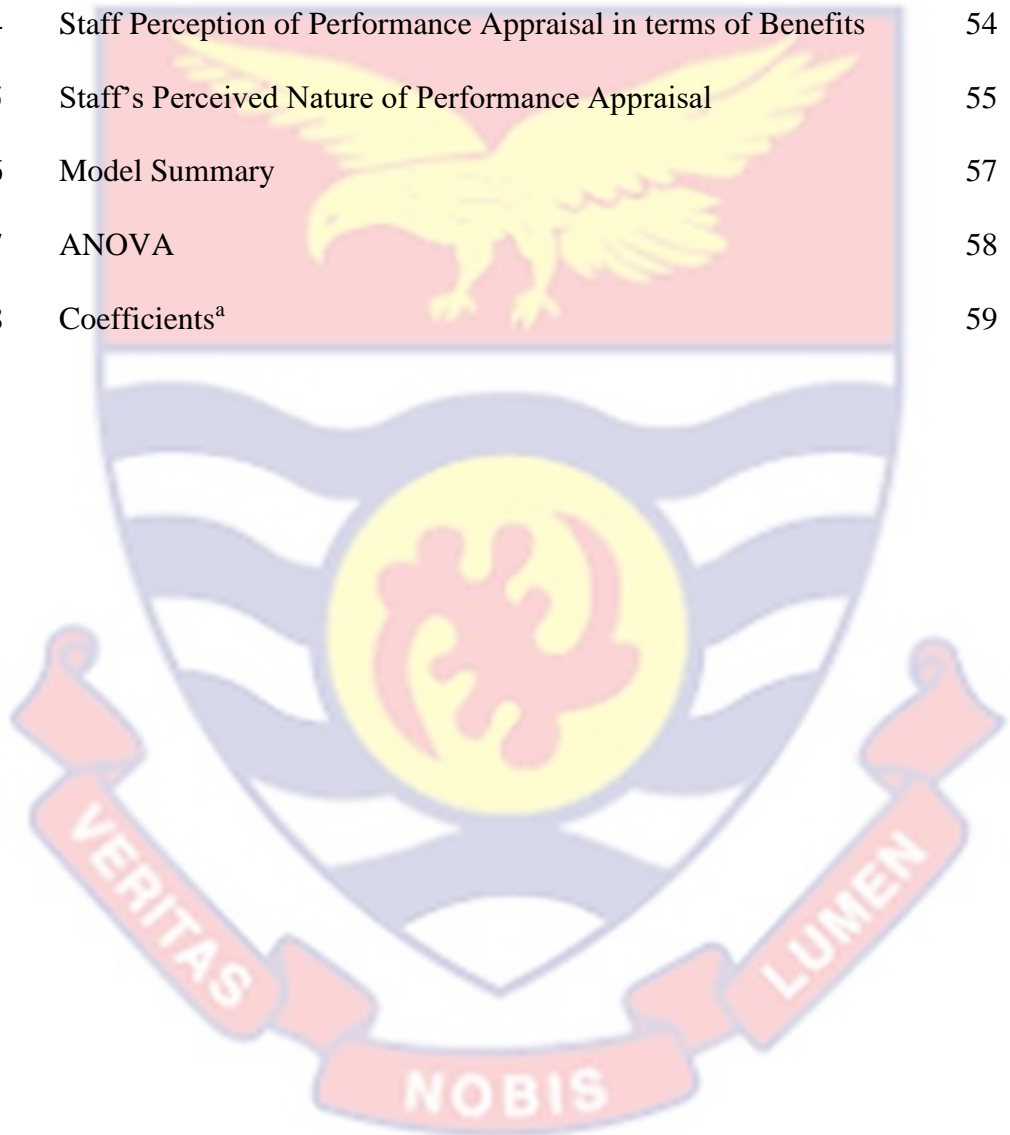 Staff Perception of Performance Appraisal in terms of Benefits 54
Staff's Perceived Nature of Performance Appraisal 55
Model Summary 57
ANOVA 58
Coefficientsᵃ 59
VERITAS
NOBIS
LUMEN